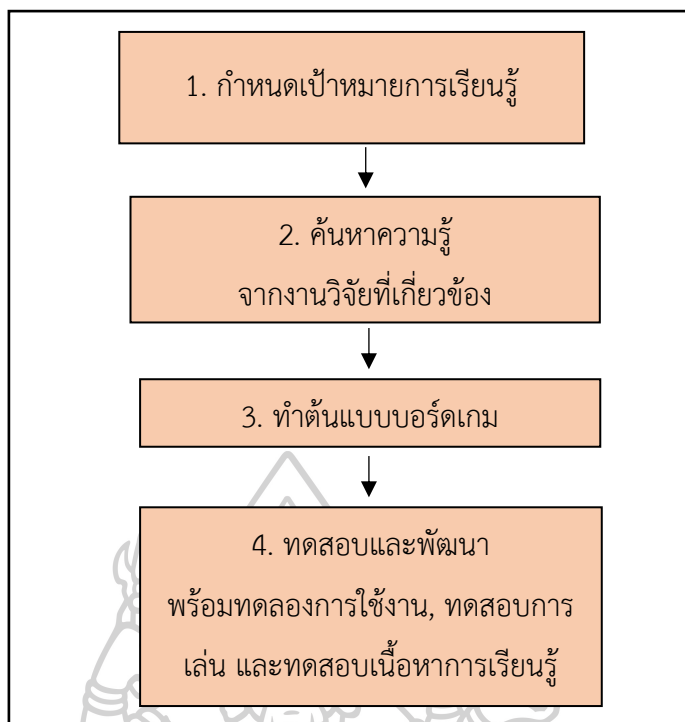 1. กำหนดเป้าหมายการเรียนรู้
2. ค้นหาความรู้
จากงานวิจัยที่เกี่ยวข้อง
3. ทำต้นแบบบอร์ดเกม
4. ทดสอบและพัฒนา
พร้อมทดลองการใช้งาน, ทดสอบการ
เล่น และทดสอบเนื้อหาการเรียนรู้